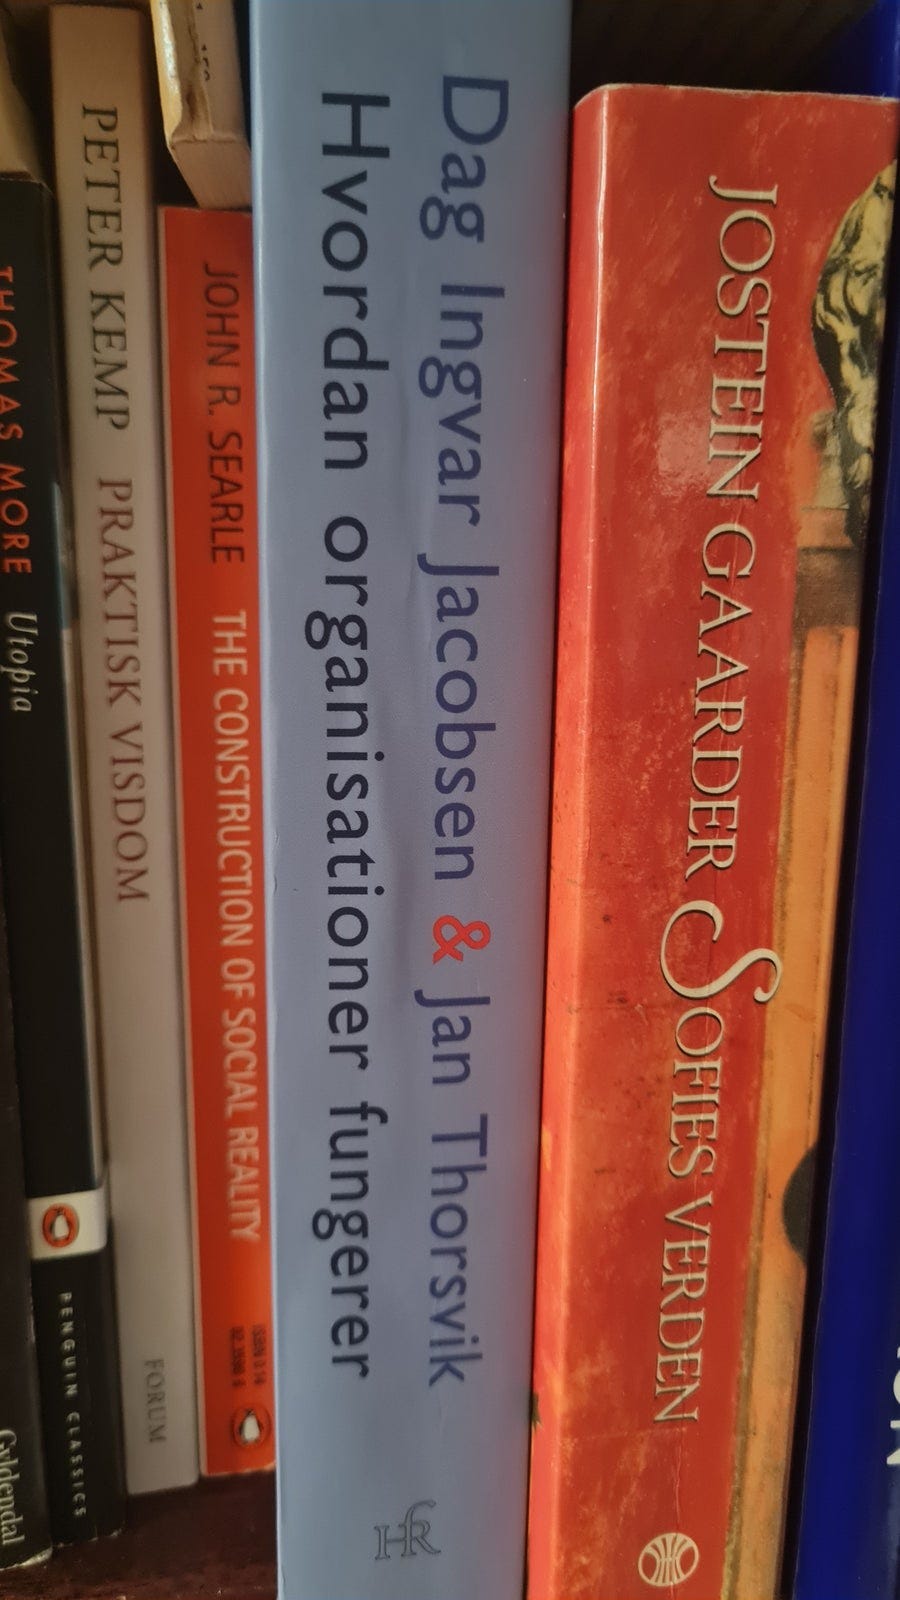 Gyldendal
THOMAS MORE Utopia
PENGUIN CLASSICS
PETER KEMP PRAKTISK VISDOM
FORUM
JOHN R. SEARLE THE CONSTRUCTION OF SOCIAL REALITY
Dag Ingvar Jacobsen & Jan Thorsvik
Hvordan organisationer fungerer
HR
JOSTEIN GAARDER SOFIES VERDEN